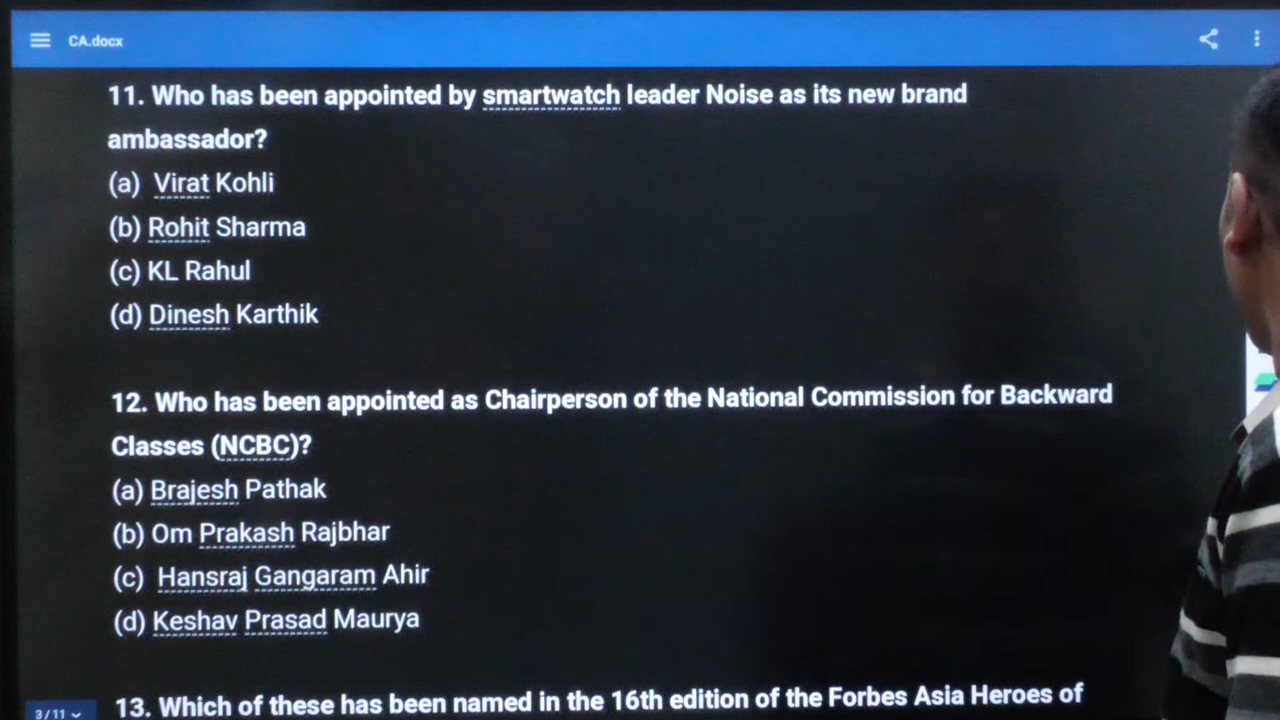 CA.docx
11. Who has been appointed by smartwatch leader Noise as its new brand
ambassador?
(a) Virat Kohli
(b) Rohit Sharma
(c) KL Rahul
(d) Dinesh Karthik
12. Who has been appointed as Chairperson of the National Commission for Backward
Classes (NCBC)?
(a) Brajesh Pathak
(b) Om Prakash Rajbhar
(c) Hansraj Gangaram Ahir
(d) Keshav Prasad Maurya
13. Which of these has been named in the 16th edition of the Forbes Asia Heroes of
3/11